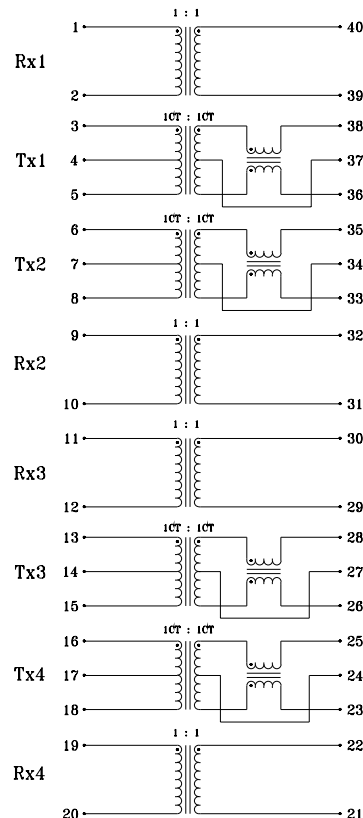 1 : 1
1 40
Rx1
2 39
1CT : 1CT
3 38
Tx1 4 37
5 36
1CT : 1CT
6 35
Tx2 7 34
8 33
1 : 1
9 32
Rx2
10 31
1 : 1
11 30
Rx3
12 29
1CT : 1CT
13 28
Tx3 14 27
15 26
1CT : 1CT
16 25
Tx4 17 24
18 23
1 : 1
19 22
Rx4
20 21